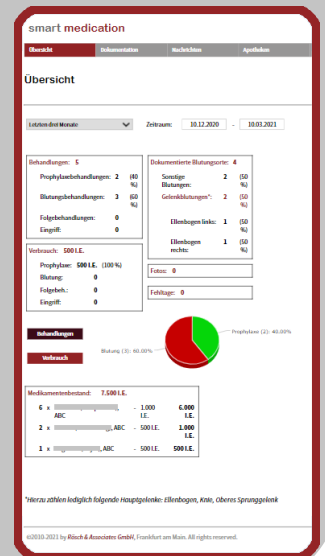 smart medication
Übersicht Dokumentation Nachrichten Apotheken
Übersicht
Letzten drei Monate Zeitraum: 10.12.2020 - 10.03.2021
Behandlungen: 5
Prophylaxebehandlungen: 2 (40 %)
Blutungsbehandlungen: 3 (60 %)
Folgebehandlungen: 0
Eingriff: 0
Verbrauch: 500 I.E.
Prophylaxe: 500 I.E. (100 %)
Blutung: 0
Folgebeh.: 0
Eingriff: 0
Dokumentierte Blutungsorte: 4
Sonstige Blutungen: 2 (50 %)
Gelenkblutungen*: 2 (50 %)
Ellenbogen links: 1 (50 %)
Ellenbogen rechts: 1 (50 %)
Fotos: 0
Fehltage: 0
Behandlungen
Verbrauch
Prophylaxe (2): 40.00%
Blutung (3): 60.00%
Medikamentenbestand: 7.500 I.E.
6 x ABC - 1.000 I.E. 6.000 I.E.
2 x , ABC - 500 I.E. 1.000 I.E.
1 x , ABC - 500 I.E. 500 I.E.
*Hierzu zählen lediglich folgende Hauptgelenke: Ellenbogen, Knie, Oberes Sprunggelenk
©2010-2021 by Rösch & Associates GmbH, Frankfurt am Main. All rights reserved.